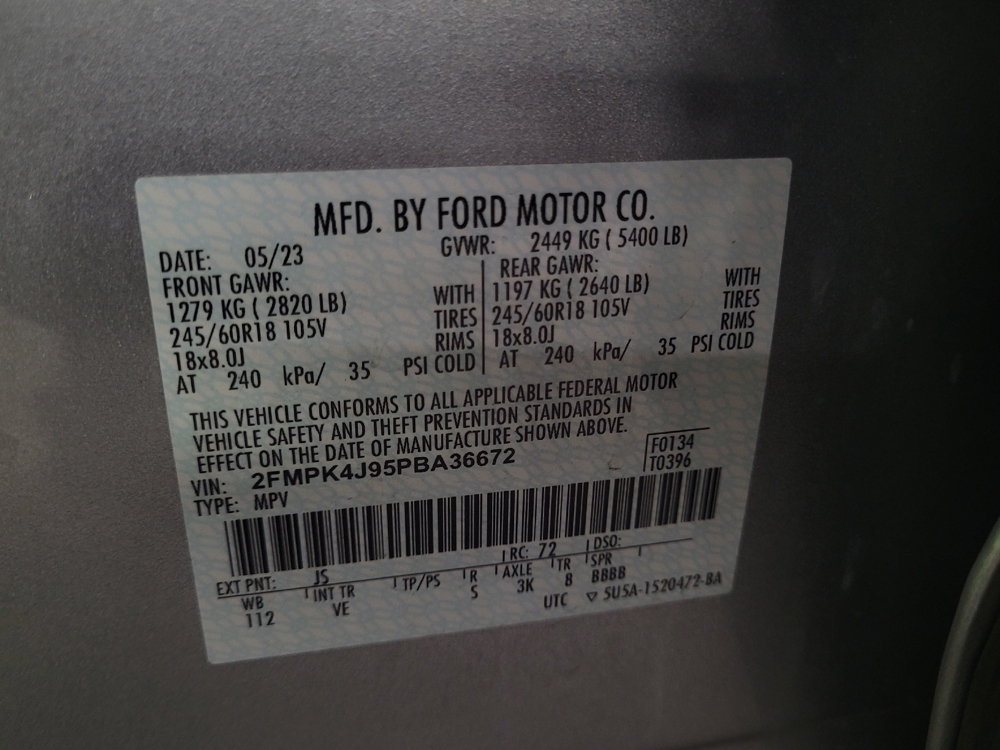 MFD. BY FORD MOTOR CO.
DATE: 05/23 GVWR: 2449 KG ( 5400 LB)
FRONT GAWR: REAR GAWR:
1279 KG ( 2820 LB) WITH 1197 KG ( 2640 LB) WITH
245/60R18 105V TIRES 245/60R18 105V TIRES
18x8.0J RIMS 18x8.0J RIMS
AT 240 kPa/ 35 PSI COLD AT 240 kPa/ 35 PSI COLD
THIS VEHICLE CONFORMS TO ALL APPLICABLE FEDERAL MOTOR
VEHICLE SAFETY AND THEFT PREVENTION STANDARDS IN
EFFECT ON THE DATE OF MANUFACTURE SHOWN ABOVE.
F0134
T0396
VIN: 2FMPK4J95PBA36672
TYPE: MPV
EXT PNT: JS RC: 72 DSO:
WB INT TR TP/PS R AXLE TR SPR
112 VE S 3K 8 BBBB
UTC ▽ 5U5A-1520472-BA